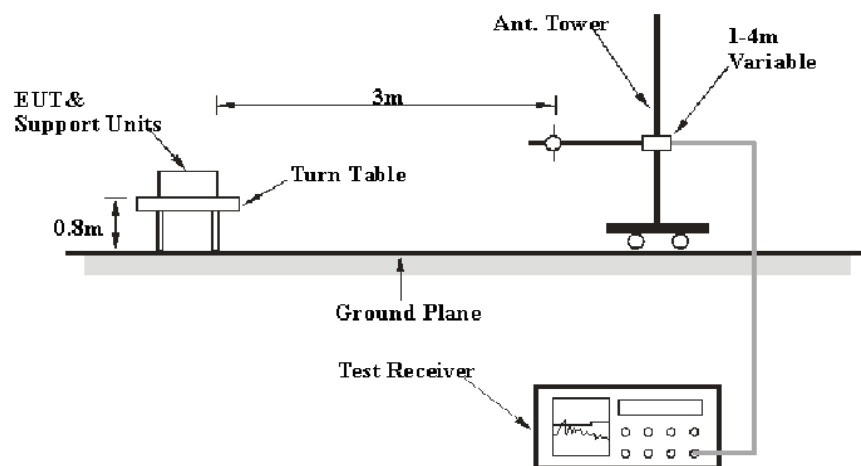 Ant. Tower
1-4m
Variable
3m
EUT &
Support Units
Turn Table
0.8m
Ground Plane
Test Receiver